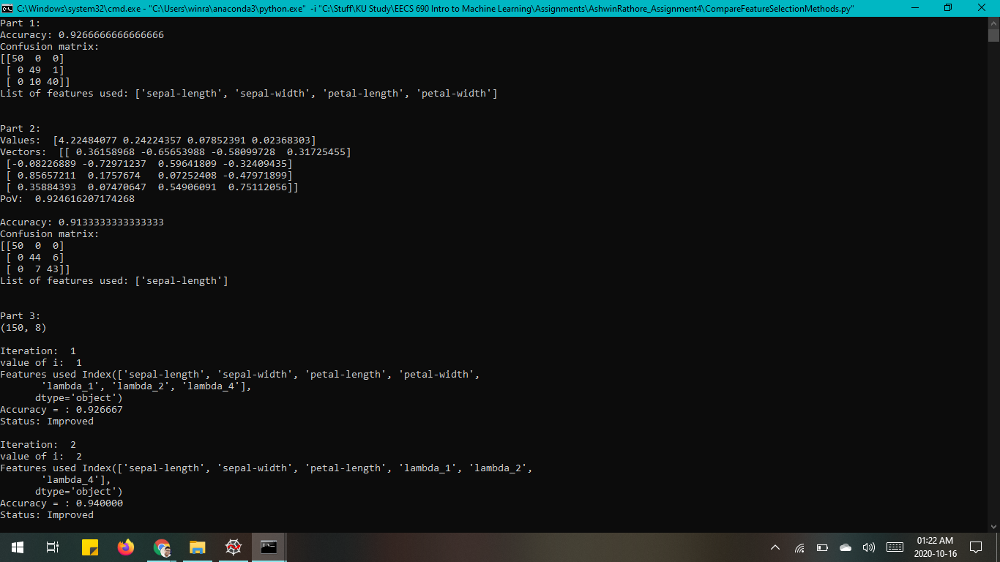 C:\Windows\system32\cmd.exe - "C:\Users\winra\anaconda3\python.exe" -i "C:\Stuff\KU Study\EECS 690 Intro to Machine Learning\Assignments\AshwinRathore_Assignment4\CompareFeatureSelectionMethods.py"
Part 1:
Accuracy: 0.9266666666666666
Confusion matrix:
[[50  0  0]
 [ 0 49  1]
 [ 0 10 40]]
List of features used: ['sepal-length', 'sepal-width', 'petal-length', 'petal-width']
Part 2:
Values:  [4.22484077 0.24224357 0.07852391 0.02368303]
Vectors:  [[ 0.36158968 -0.65653988 -0.58099728  0.31725455]
 [-0.08226889 -0.72971237  0.59641809 -0.32409435]
 [ 0.85657211  0.1757674   0.07252408 -0.47971899]
 [ 0.35884393  0.07470647  0.54906091  0.75112056]]
PoV:  0.924616207174268
Accuracy: 0.9133333333333333
Confusion matrix:
[[50  0  0]
 [ 0 44  6]
 [ 0  7 43]]
List of features used: ['sepal-length']
Part 3:
(150, 8)
Iteration:  1
value of i:  1
Features used Index(['sepal-length', 'sepal-width', 'petal-length', 'petal-width',
       'lambda_1', 'lambda_2', 'lambda_4'],
      dtype='object')
Accuracy = : 0.926667
Status: Improved
Iteration:  2
value of i:  2
Features used Index(['sepal-length', 'sepal-width', 'petal-length', 'lambda_1', 'lambda_2',
       'lambda_4'],
      dtype='object')
Accuracy = : 0.940000
Status: Improved
01:22 AM
2020-10-16